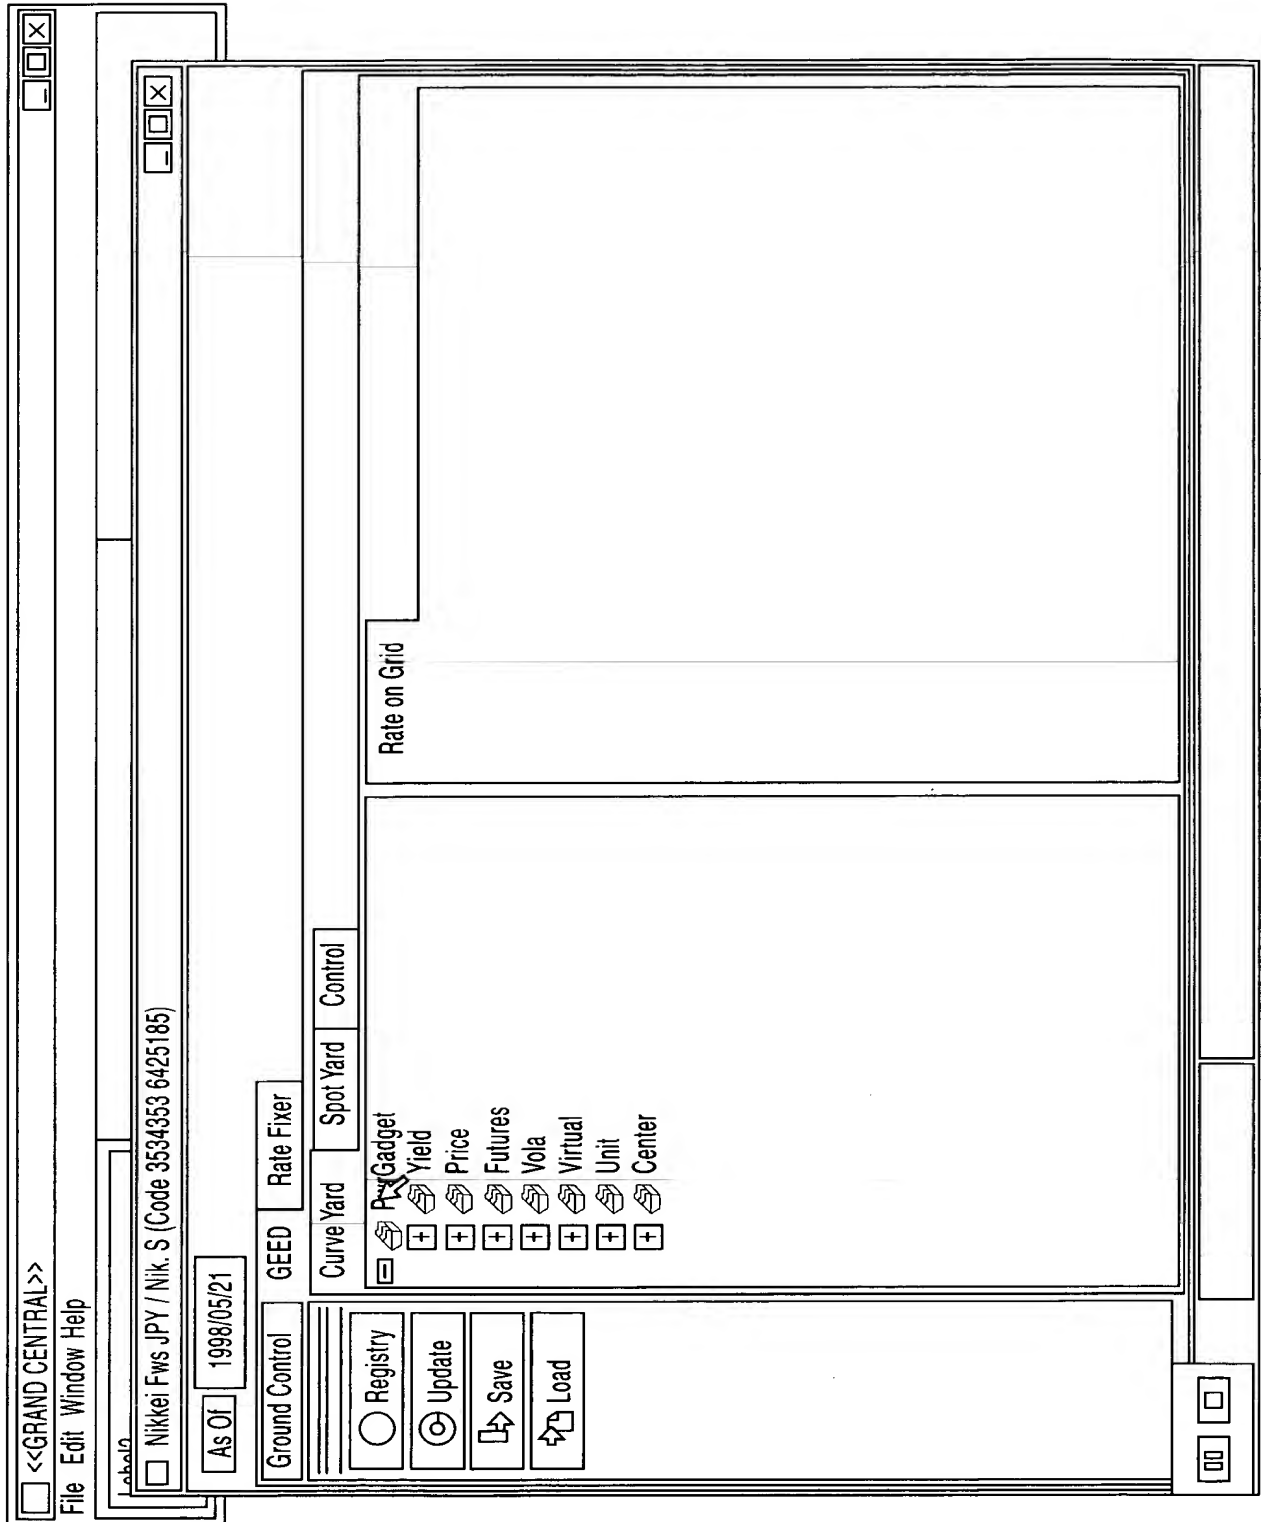 <<GRAND CENTRAL>>
File Edit Window Help
Nikkei Fws JPY / Nik. S (Code 3534353 6425185)
As Of 1998/05/21
Ground Control GEED Rate Fixer
Curve Yard Spot Yard Control
Registry
Update
Save
Load
Gadget
Yield
Price
Futures
Vola
Virtual
Unit
Center
Rate on Grid